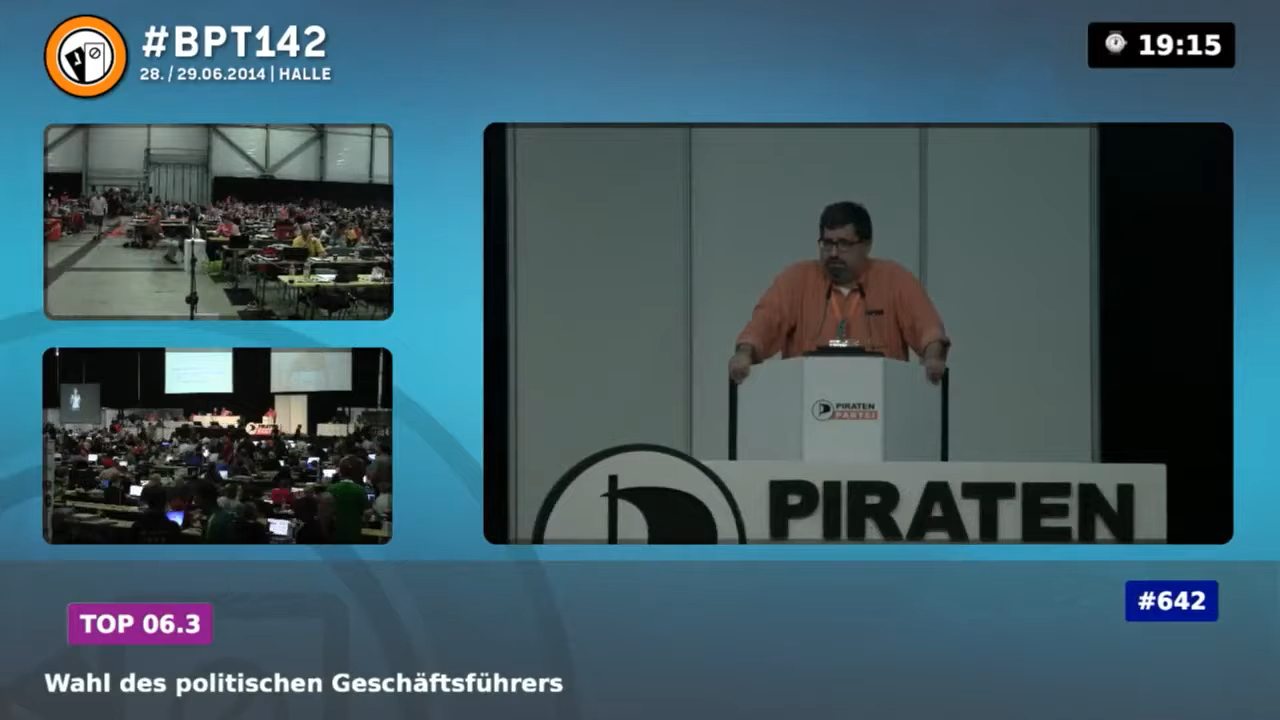 #BPT142
28. / 29.06.2014 | HALLE
19:15
PIRATEN
PARTEI
PIRATEN
#642
TOP 06.3
Wahl des politischen Geschäftsführers